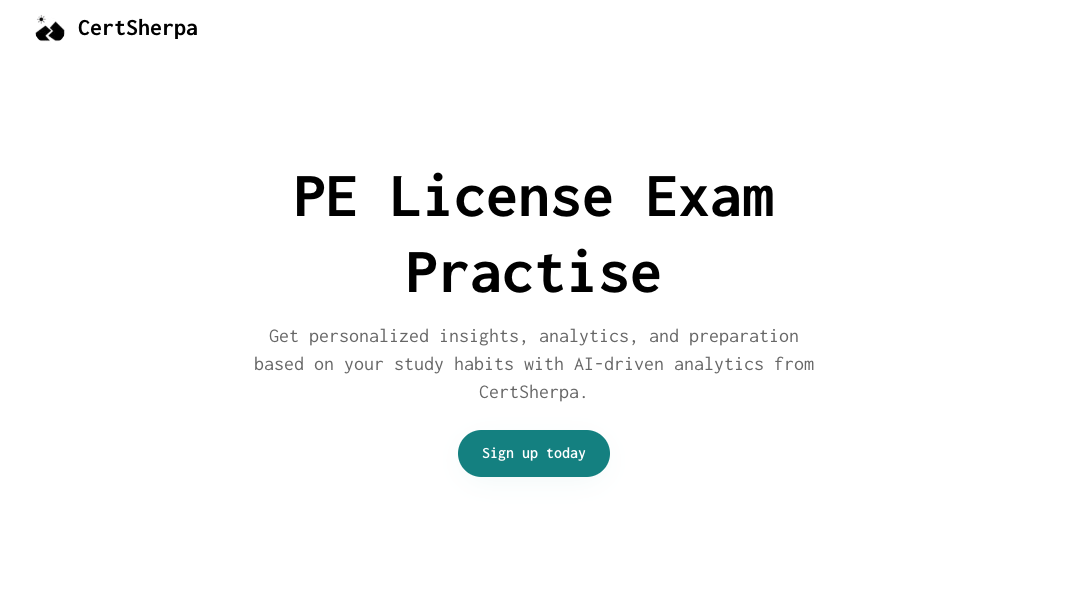 CertSherpa
PE License Exam
Practise
Get personalized insights, analytics, and preparation
based on your study habits with AI-driven analytics from
CertSherpa.
Sign up today